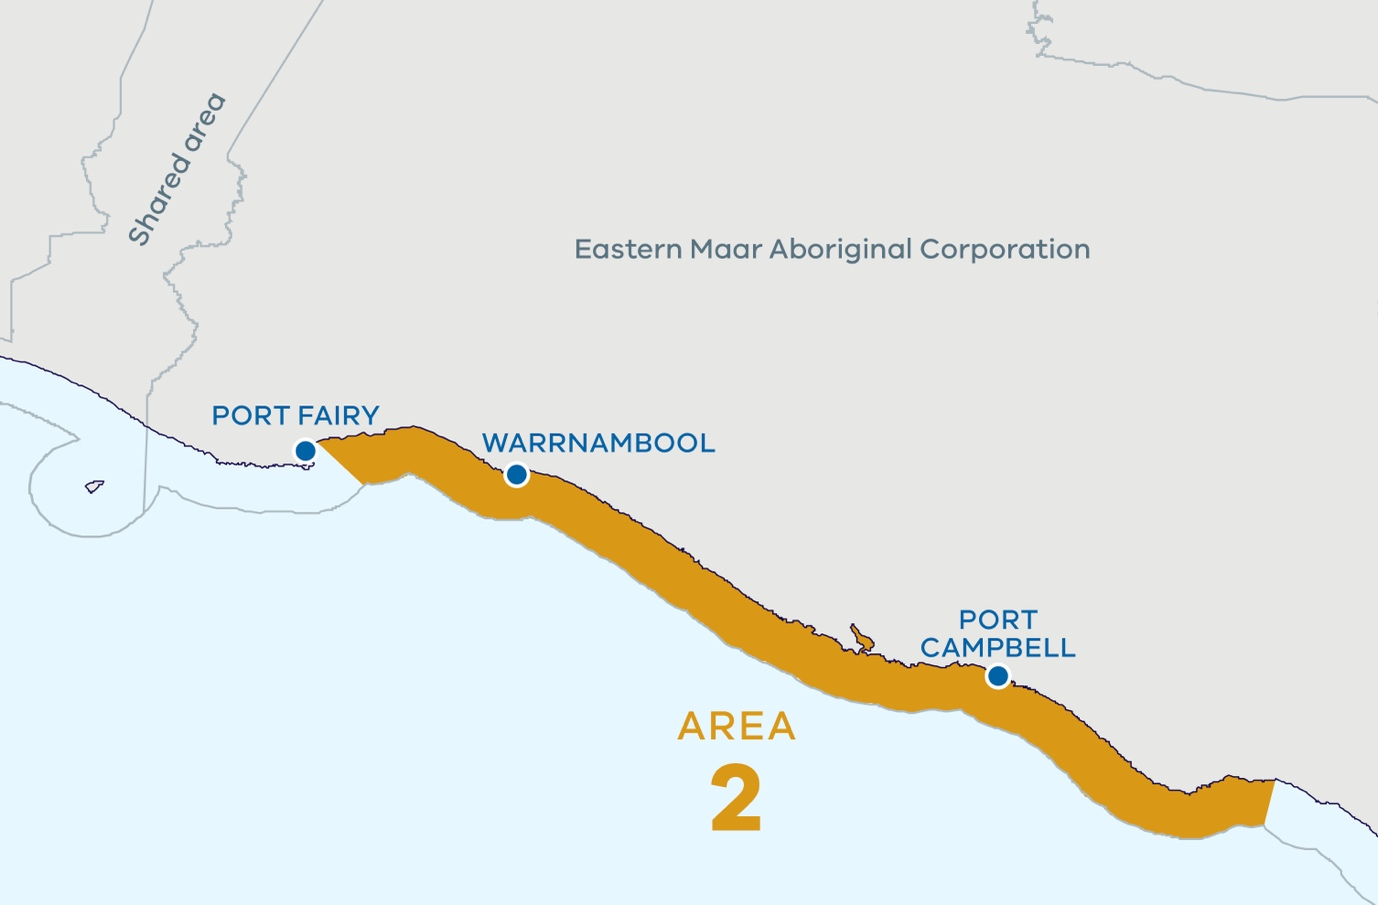 Shared area
Eastern Maar Aboriginal Corporation
PORT FAIRY
WARRNAMBOOL
PORT
CAMPBELL
AREA
2